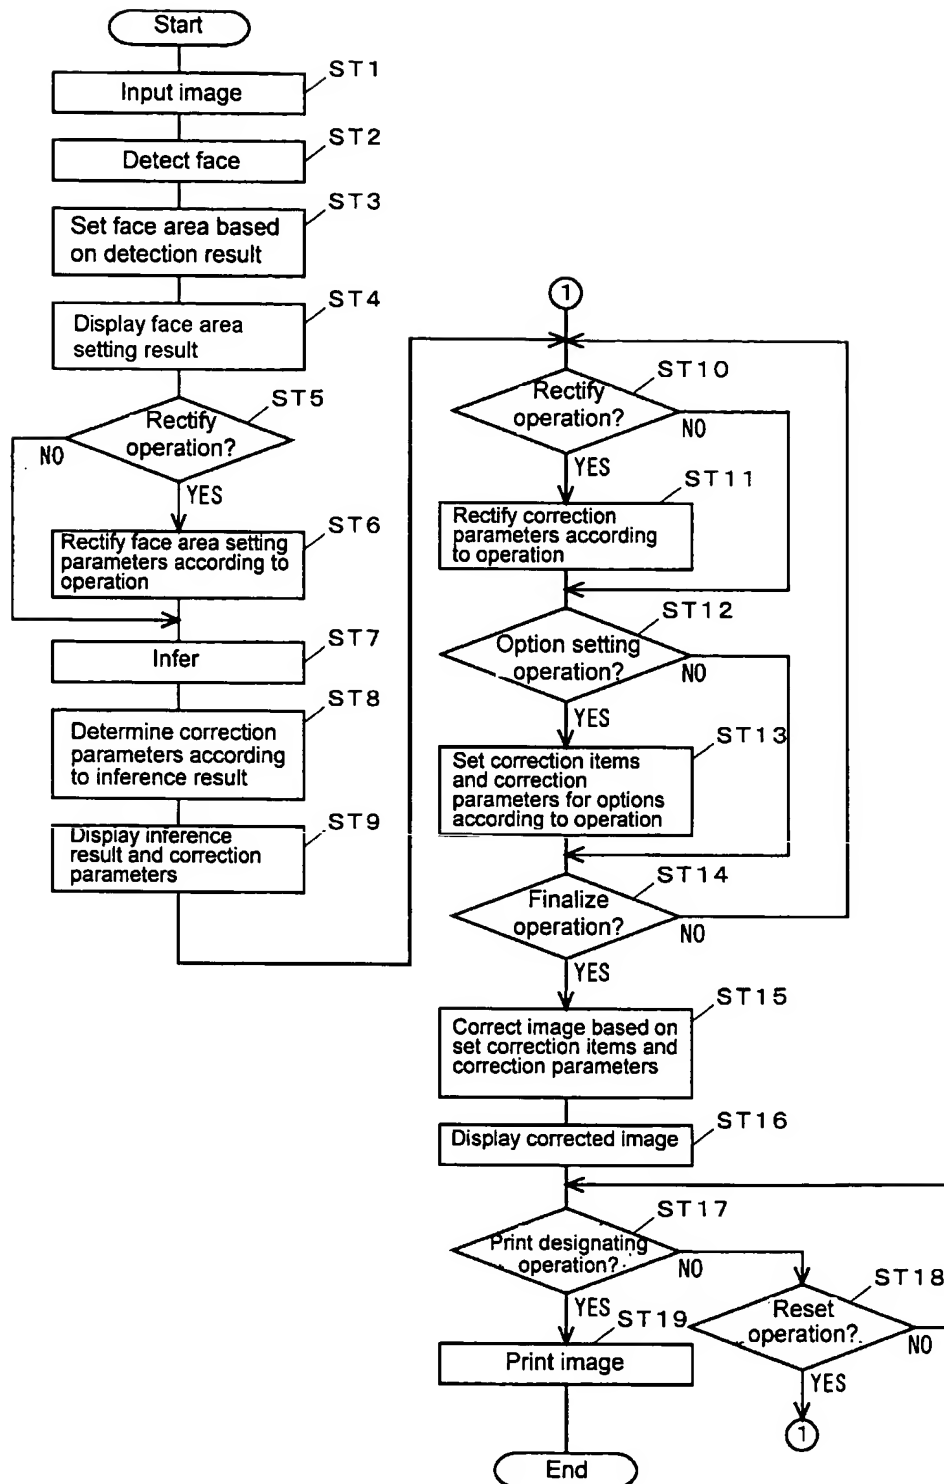 Start
ST1
Input image
ST2
Detect face
ST3
Set face area based
on detection result
ST4
Display face area
setting result
ST5
Rectify
operation?
NO
YES
ST6
Rectify face area setting
parameters according to
operation
ST7
Infer
ST8
Determine correction
parameters according
to inference result
ST9
Display inference
result and correction
parameters
1
ST10
Rectify
operation?
NO
YES
ST11
Rectify correction
parameters according
to operation
ST12
Option setting
operation?
NO
YES
ST13
Set correction items
and correction
parameters for options
according to operation
ST14
Finalize
operation?
NO
YES
ST15
Correct image based on
set correction items and
correction parameters
ST16
Display corrected image
ST17
Print designating
operation?
NO
YES
ST18
Reset
operation?
NO
YES
1
ST19
Print image
End